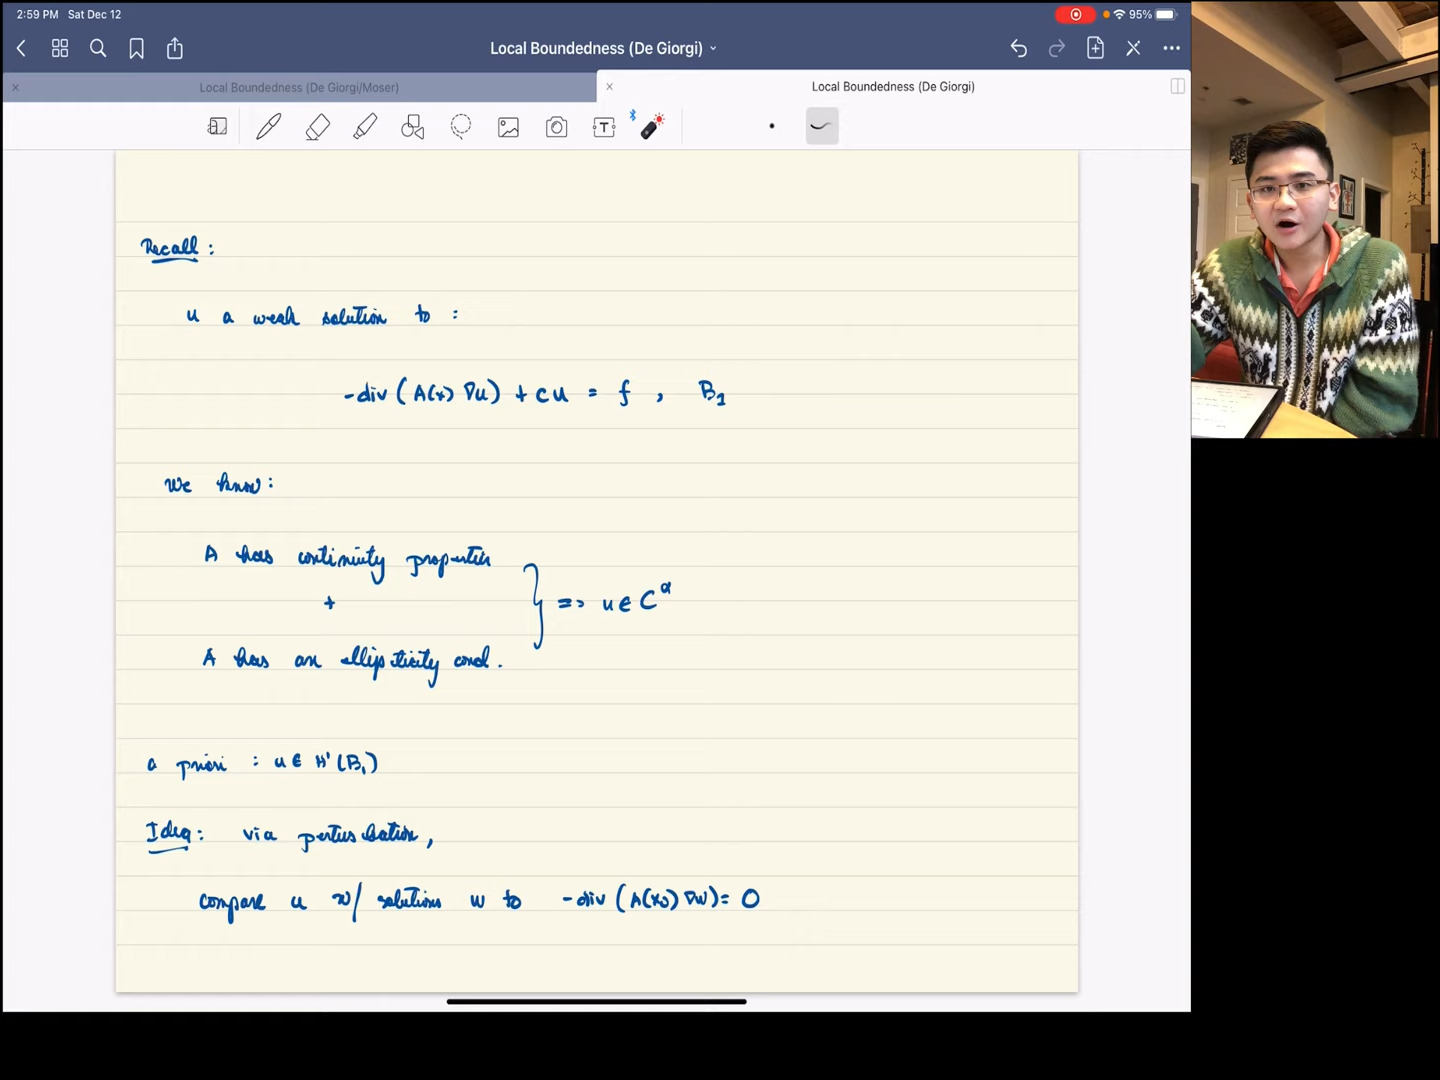 2:59 PM Sat Dec 12
95%
Local Boundedness (De Giorgi)
Local Boundedness (De Giorgi/Moser)
Local Boundedness (De Giorgi)
Recall :
u a weak solution to :
-div (A(x) ∇u) + cu = f , B₁
We know:
A has continuity properties
+
} => u ∈ C^α
A has an ellipticity cond.
a priori : u ∈ H¹(B₁)
Idea: via perturbation,
compare u w/ solutions w to -div (A(x₀) ∇w) = 0